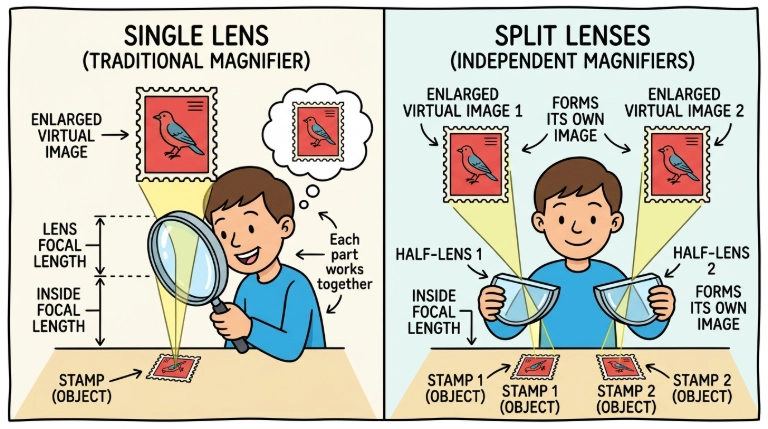 SINGLE LENS
(TRADITIONAL MAGNIFIER)
ENLARGED
VIRTUAL
IMAGE
LENS
FOCAL
LENGTH
INSIDE
FOCAL
LENGTH
Each
part
works
together
STAMP
(OBJECT)
SPLIT LENSES
(INDEPENDENT MAGNIFIERS)
ENLARGED
VIRTUAL IMAGE 1
FORMS
ITS OWN
IMAGE
ENLARGED
VIRTUAL IMAGE 2
HALF-LENS 1
HALF-LENS
2
FORMS
ITS OWN
IMAGE
INSIDE
FOCAL
LENGTH
STAMP 1
(OBJECT)
STAMP 1
(OBJECT)
STAMP 2
(OBJECT)
STAMP 2
(OBJECT)